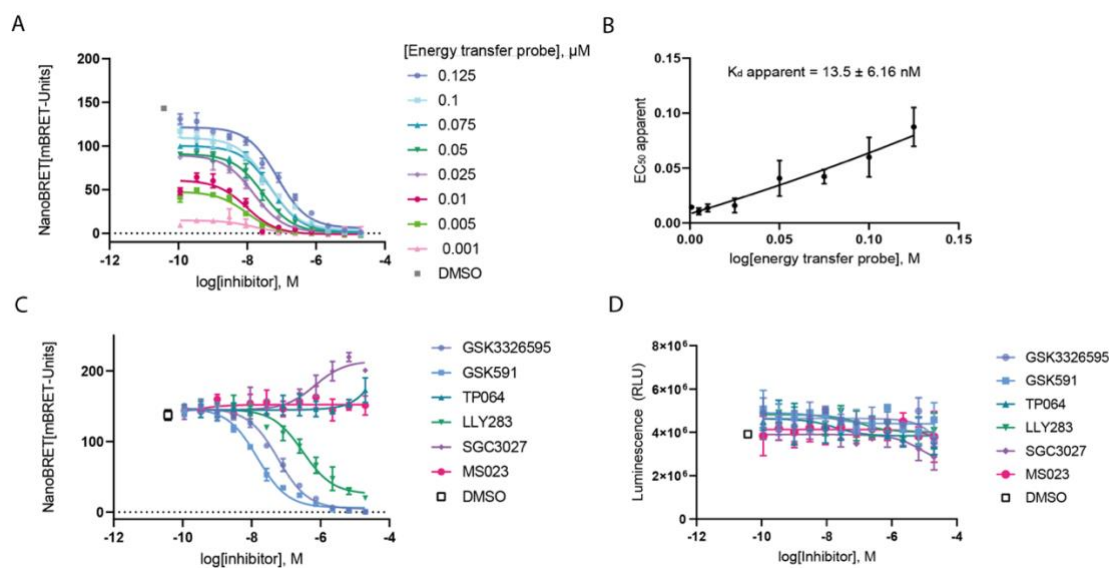 A
NanoBRET[mBRET-Units]
200
150
100
50
0
-12
-10
-8
-6
-4
log[inhibitor], M
[Energy transfer probe], µM
0.125
0.1
0.075
0.05
0.025
0.01
0.005
0.001
DMSO
B
Kd apparent = 13.5 ± 6.16 nM
EC50 apparent
0.15
0.10
0.05
0.00
0.00
0.05
0.10
0.15
log[energy transfer probe], M
C
NanoBRET[mBRET-Units]
200
100
0
-12
-10
-8
-6
-4
log[inhibitor], M
GSK3326595
GSK591
TP064
LLY283
SGC3027
MS023
DMSO
D
Luminescence (RLU)
8×10⁶
6×10⁶
4×10⁶
2×10⁶
0
-12
-10
-8
-6
-4
log[Inhibitor], M
GSK3326595
GSK591
TP064
LLY283
SGC3027
MS023
DMSO